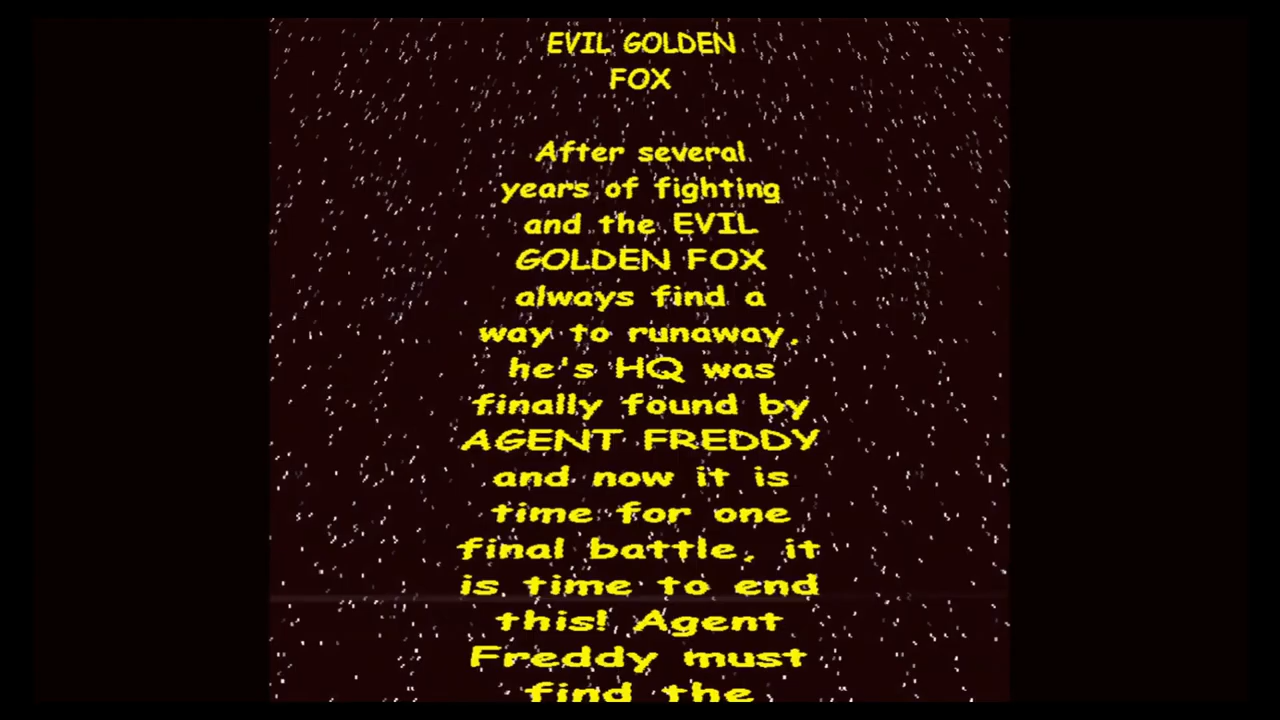 EVIL GOLDEN
FOX
After several
years of fighting
and the EVIL
GOLDEN FOX
always find a
way to runaway,
he's HQ was
finally found by
AGENT FREDDY
and now it is
time for one
final battle, it
is time to end
this! Agent
Freddy must
find the